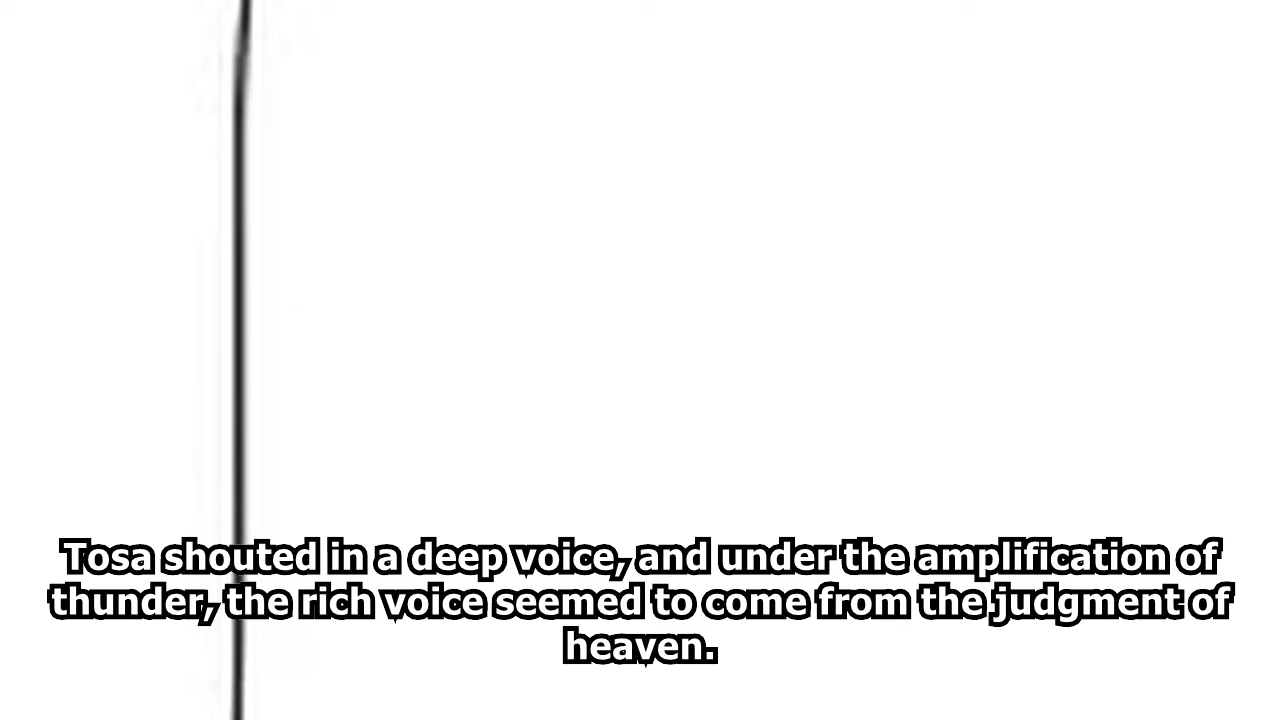 Tosa shouted in a deep voice, and under the amplification of
thunder, the rich voice seemed to come from the judgment of
heaven.